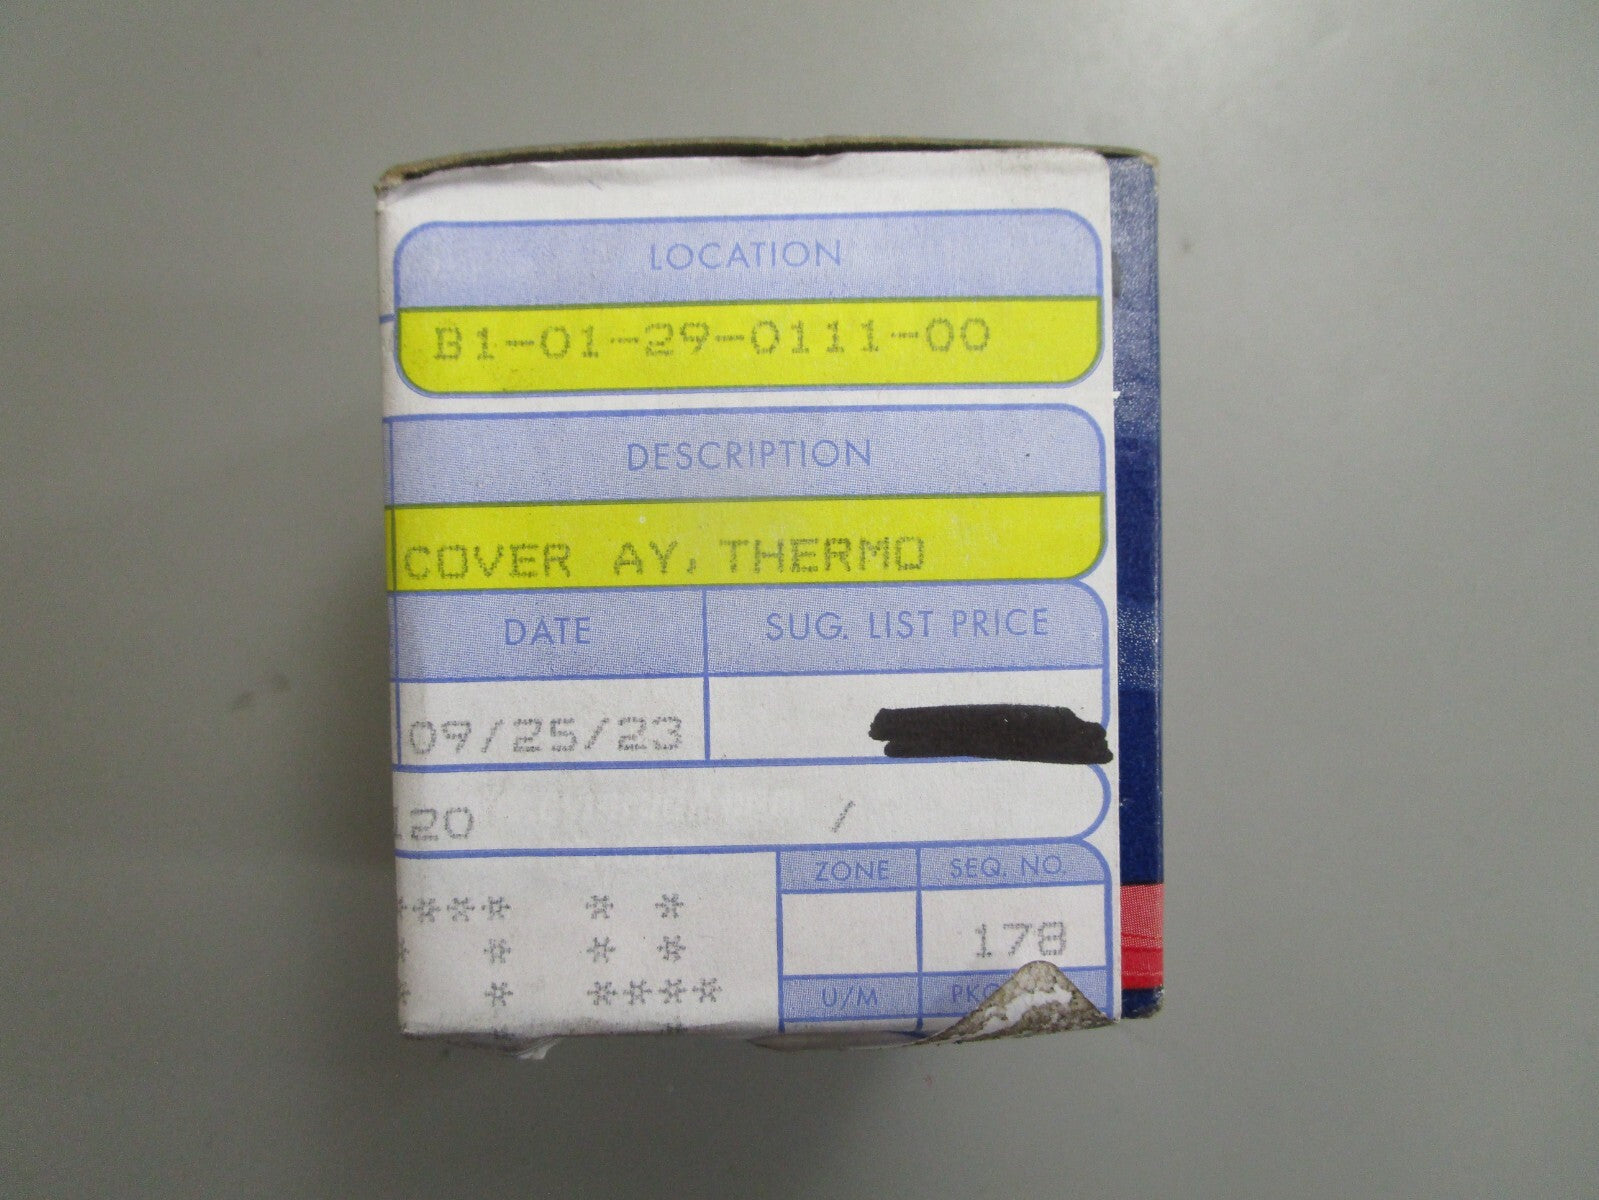 LOCATION
B1-01-29-0111-00
DESCRIPTION
COVER AY, THERMO
DATE SUG. LIST PRICE
09/25/23
120 /
ZONE SEQ. NO.
**** * *
178
* * * *
* * ****
U/M
* *